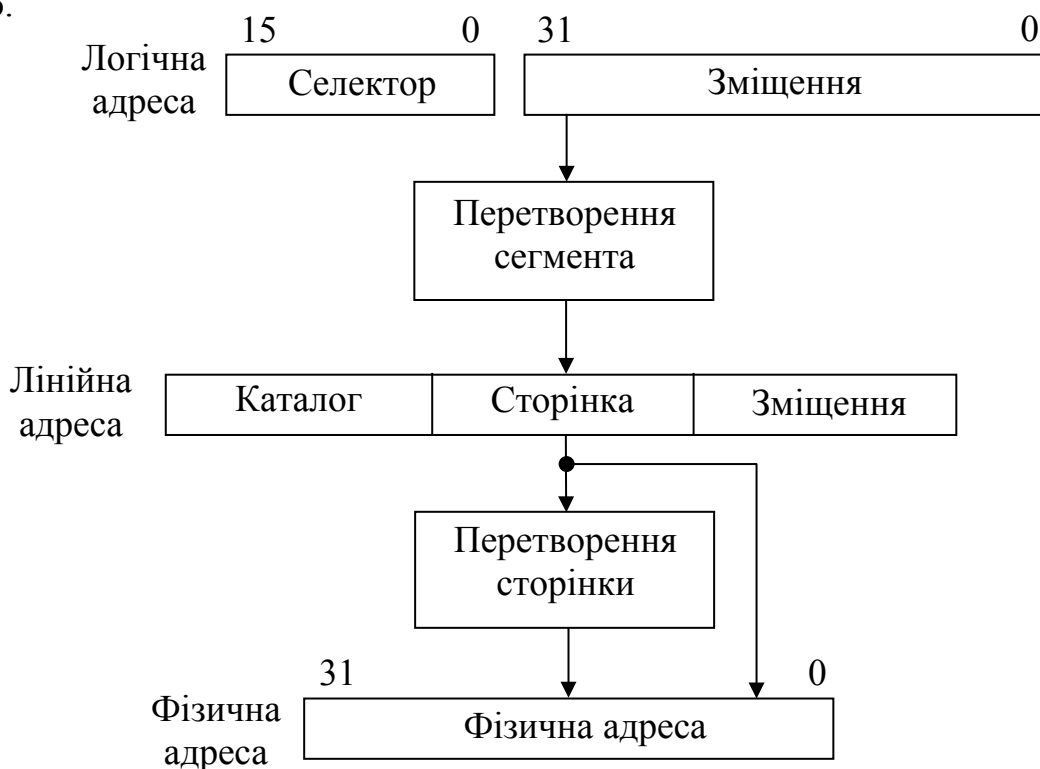 15 0 31 0
Логічна
адреса
Селектор
Зміщення
Перетворення
сегмента
Лінійна
адреса
Каталог
Сторінка
Зміщення
Перетворення
сторінки
31 0
Фізична
адреса
Фізична адреса